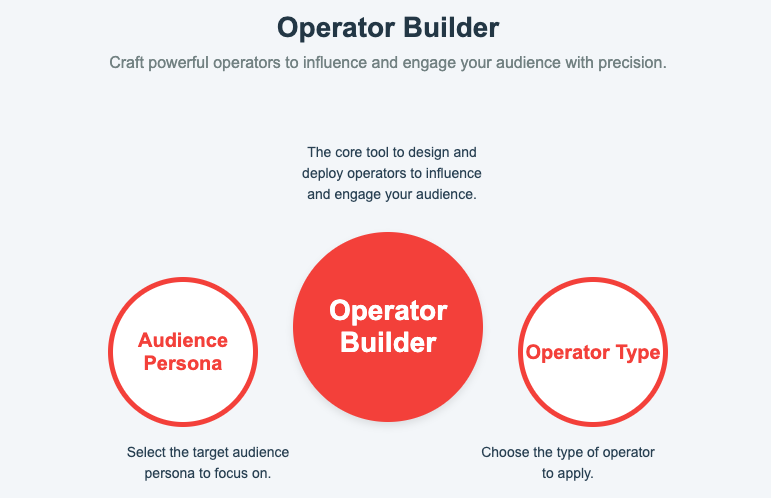 Operator Builder
Craft powerful operators to influence and engage your audience with precision.
The core tool to design and
deploy operators to influence
and engage your audience.
Operator
Builder
Audience
Persona
Operator Type
Select the target audience
persona to focus on.
Choose the type of operator
to apply.